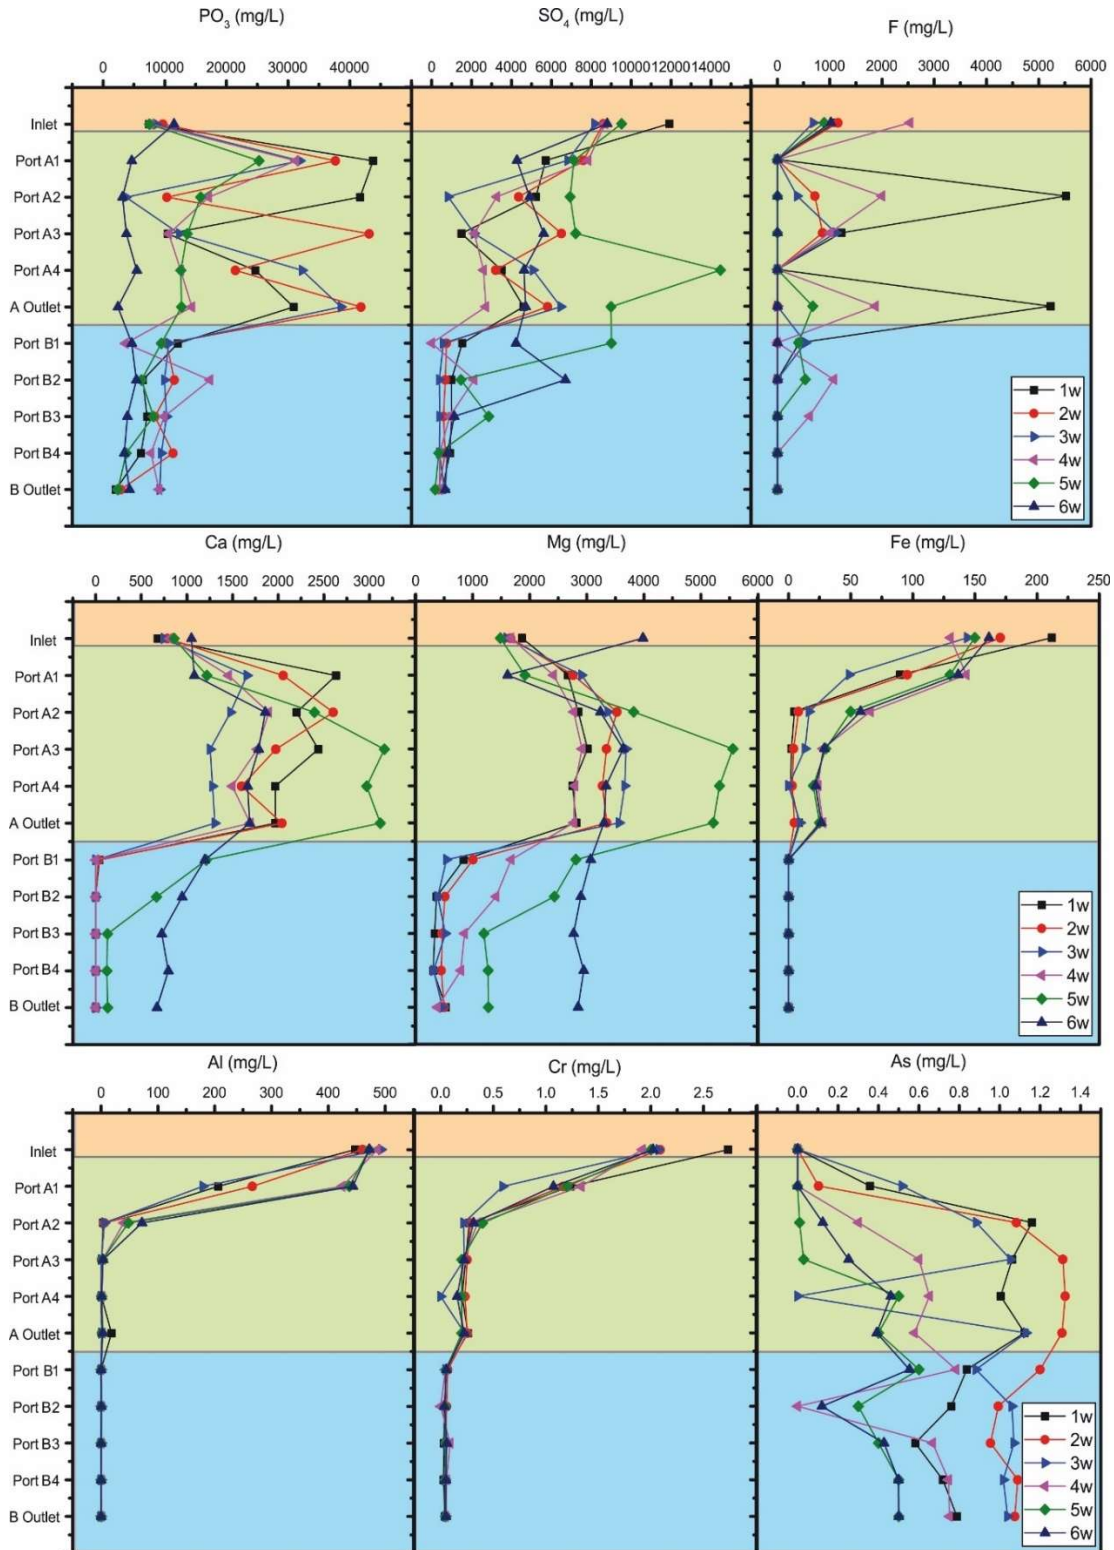 PO3 (mg/L)
SO4 (mg/L)
F (mg/L)
0 10000 20000 30000 40000
0 2000 4000 6000 8000 10000 12000 14000
0 1000 2000 3000 4000 5000 6000
Inlet
Port A1
Port A2
Port A3
Port A4
A Outlet
Port B1
Port B2
Port B3
Port B4
B Outlet
1w
2w
3w
4w
5w
6w
Ca (mg/L)
Mg (mg/L)
Fe (mg/L)
0 500 1000 1500 2000 2500 3000
0 1000 2000 3000 4000 5000 6000
0 50 100 150 200 250
Inlet
Port A1
Port A2
Port A3
Port A4
A Outlet
Port B1
Port B2
Port B3
Port B4
B Outlet
1w
2w
3w
4w
5w
6w
Al (mg/L)
Cr (mg/L)
As (mg/L)
0 100 200 300 400 500
0.0 0.5 1.0 1.5 2.0 2.5
0.0 0.2 0.4 0.6 0.8 1.0 1.2 1.4
Inlet
Port A1
Port A2
Port A3
Port A4
A Outlet
Port B1
Port B2
Port B3
Port B4
B Outlet
1w
2w
3w
4w
5w
6w